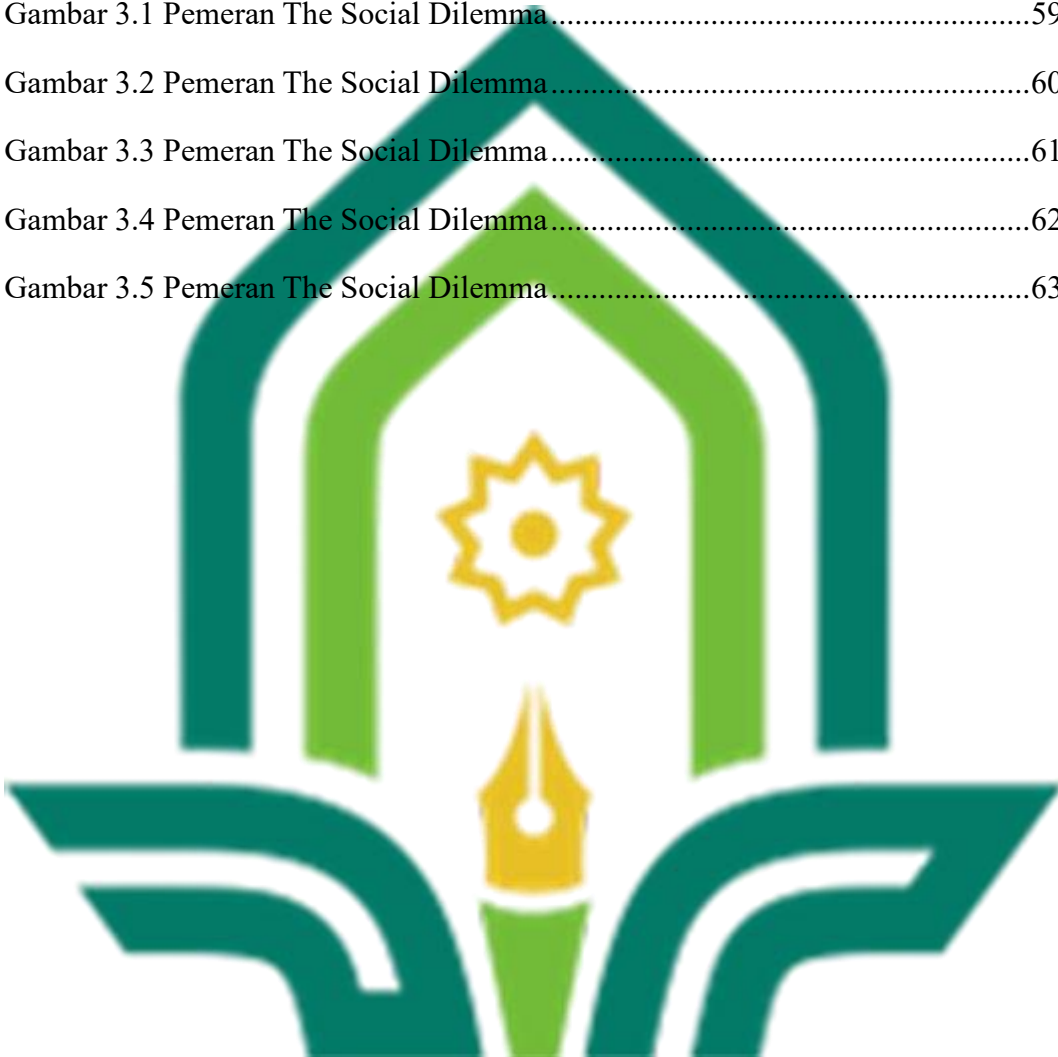 Gambar 3.1 Pemeran The Social Dilemma............................................................59
Gambar 3.2 Pemeran The Social Dilemma............................................................60
Gambar 3.3 Pemeran The Social Dilemma............................................................61
Gambar 3.4 Pemeran The Social Dilemma............................................................62
Gambar 3.5 Pemeran The Social Dilemma............................................................63